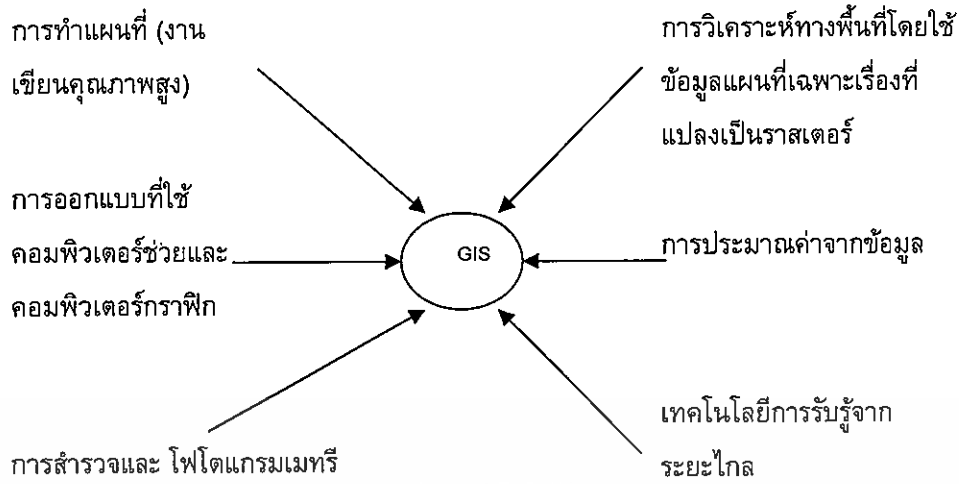 การทำแผนที่ (งาน
เขียนคุณภาพสูง)
การวิเคราะห์ทางพื้นที่โดยใช้
ข้อมูลแผนที่เฉพาะเรื่องที่
แปลงเป็นราสเตอร์
การออกแบบที่ใช้
คอมพิวเตอร์ช่วยและ
คอมพิวเตอร์กราฟิก
GIS
การประมาณค่าจากข้อมูล
การสำรวจและ โฟโตแกรมเมทรี
เทคโนโลยีการรับรู้จาก
ระยะไกล